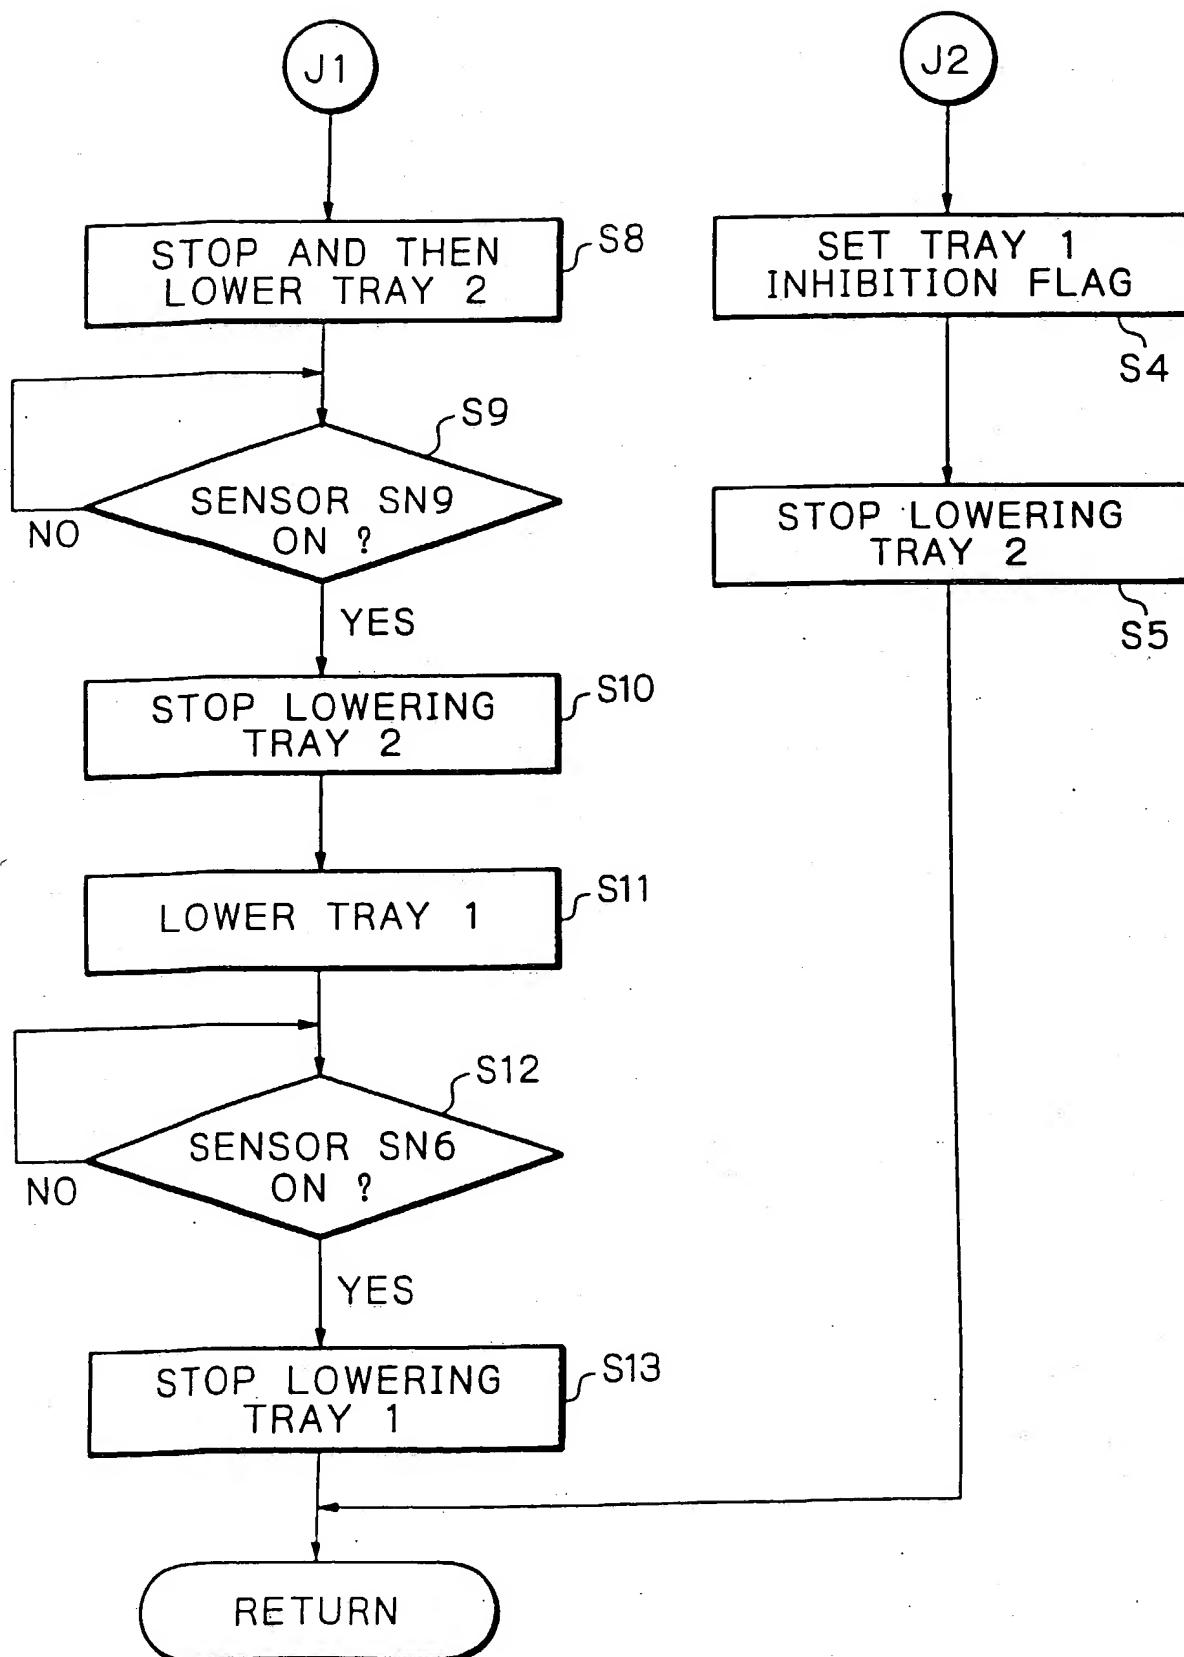 J1
STOP AND THEN
LOWER TRAY 2
S8
SENSOR SN9
ON ?
S9
NO
YES
STOP LOWERING
TRAY 2
S10
LOWER TRAY 1
S11
SENSOR SN6
ON ?
S12
NO
YES
STOP LOWERING
TRAY 1
S13
RETURN
J2
SET TRAY 1
INHIBITION FLAG
S4
STOP LOWERING
TRAY 2
S5